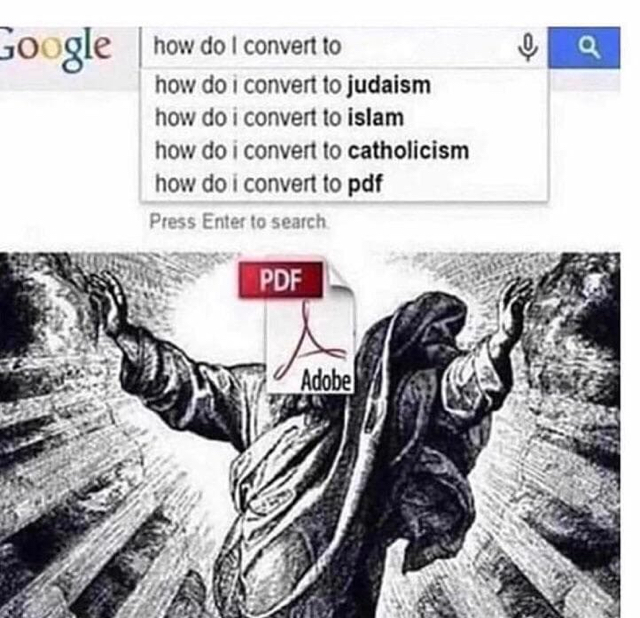 Google
how do I convert to
how do i convert to judaism
how do i convert to islam
how do i convert to catholicism
how do i convert to pdf
Press Enter to search.
PDF
Adobe